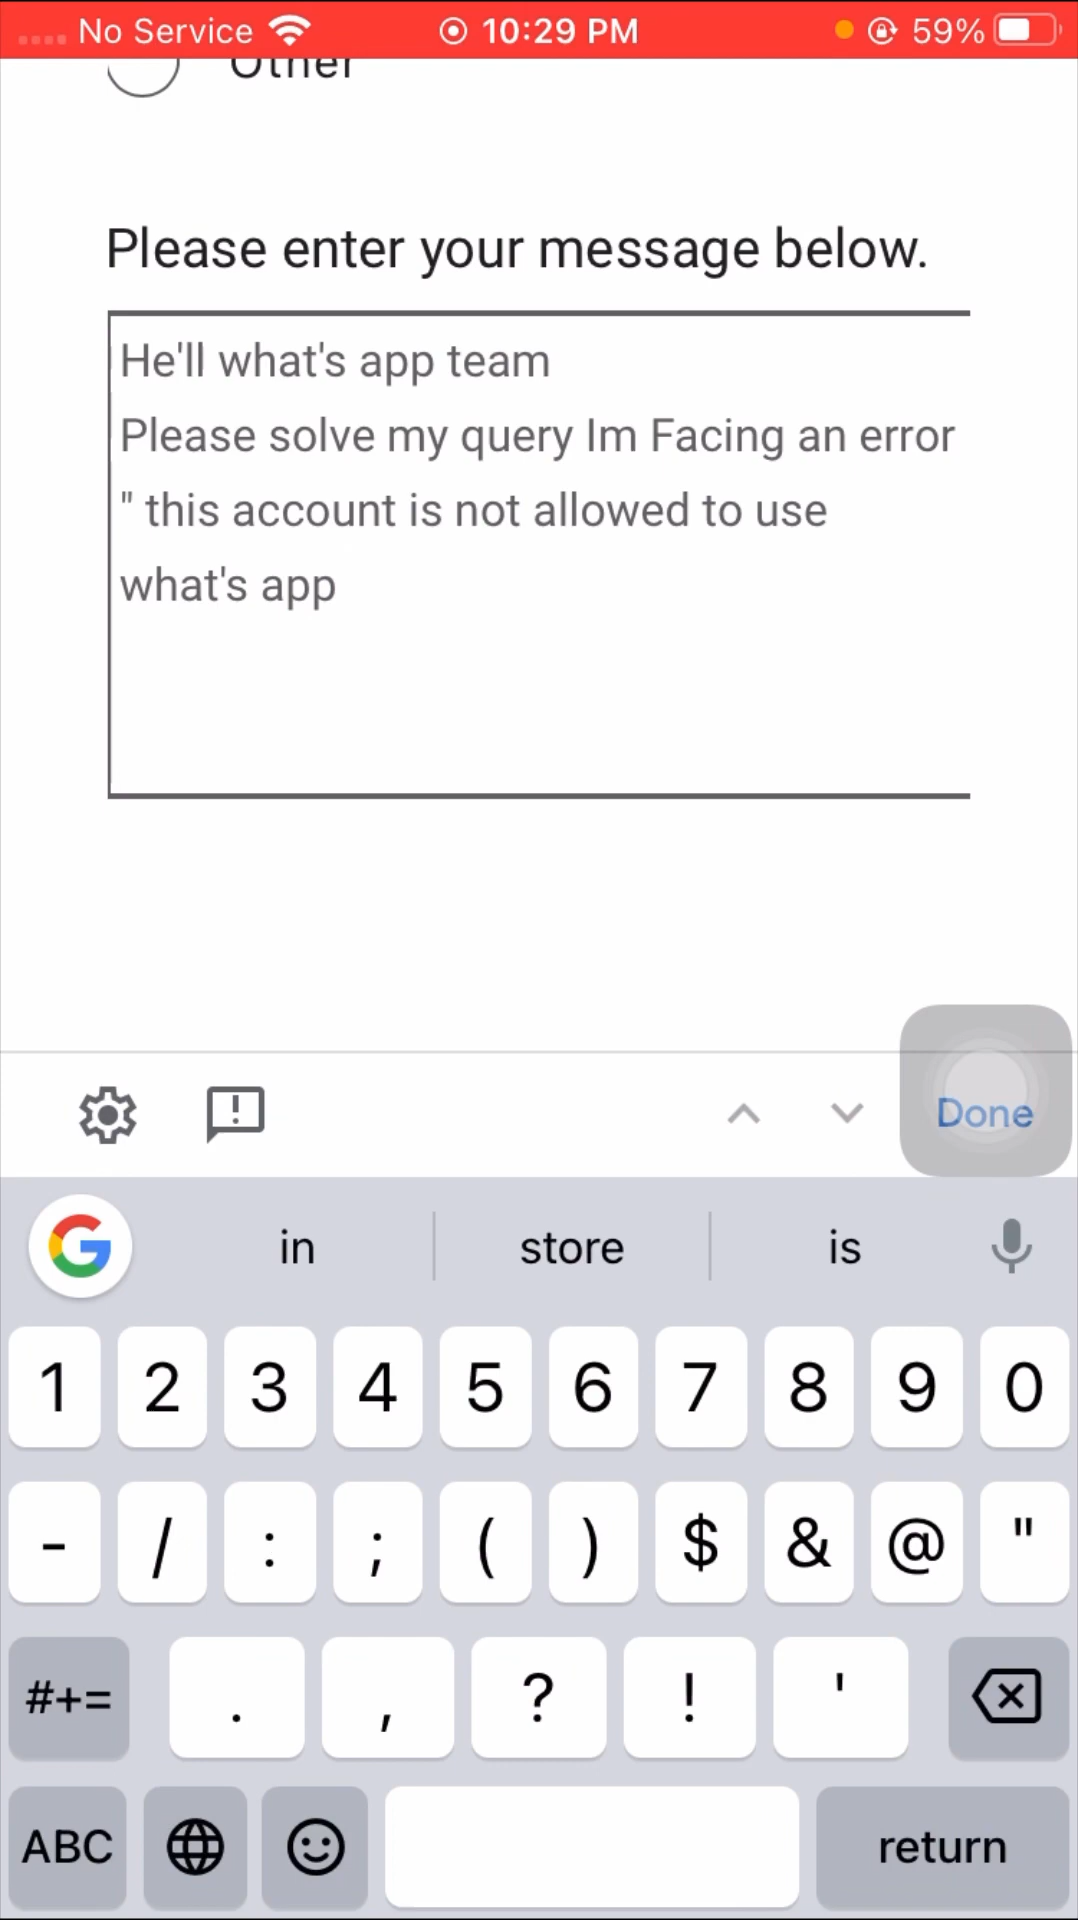 No Service 10:29 PM 59%
Other
Please enter your message below.
He'll what's app team
Please solve my query Im Facing an error
" this account is not allowed to use
what's app
Done
G in store is
1 2 3 4 5 6 7 8 9 0
- / : ; ( ) $ & @ "
#+= . , ? ! '
ABC return